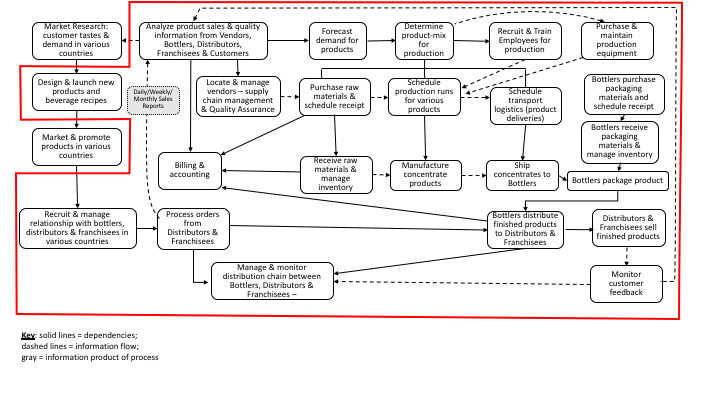 Market Research:
customer tastes &
demand in various
countries
Analyze product sales & quality
information from Vendors,
Bottlers, Distributors,
Franchisees & Customers
Forecast
demand for
products
Determine
product-mix
for
production
Recruit & Train
Employees for
production
Purchase &
maintain
production
equipment
Design & launch new
products and
beverage recipes
Daily/Weekly/
Monthly Sales
Reports
Locate & manage
vendors – supply
chain management
& Quality Assurance
Purchase raw
materials &
schedule receipt
Schedule
production runs
for various
products
Schedule
transport
logistics (product
deliveries)
Bottlers purchase
packaging
materials and
schedule receipt
Market & promote
products in various
countries
Billing &
accounting
Receive raw
materials &
manage
inventory
Manufacture
concentrate
products
Ship
concentrates to
Bottlers
Bottlers receive
packaging
materials &
manage inventory
Bottlers package product
Recruit & manage
relationship with bottlers,
distributors & franchisees in
various countries
Process orders
from
Distributors &
Franchisees
Bottlers distribute
finished products
to Distributors &
Franchisees
Distributors &
Franchisees sell
finished products
Manage & monitor
distribution chain between
Bottlers, Distributors &
Franchisees –
Monitor
customer
feedback
Key: solid lines = dependencies;
dashed lines = information flow;
gray = information product of process